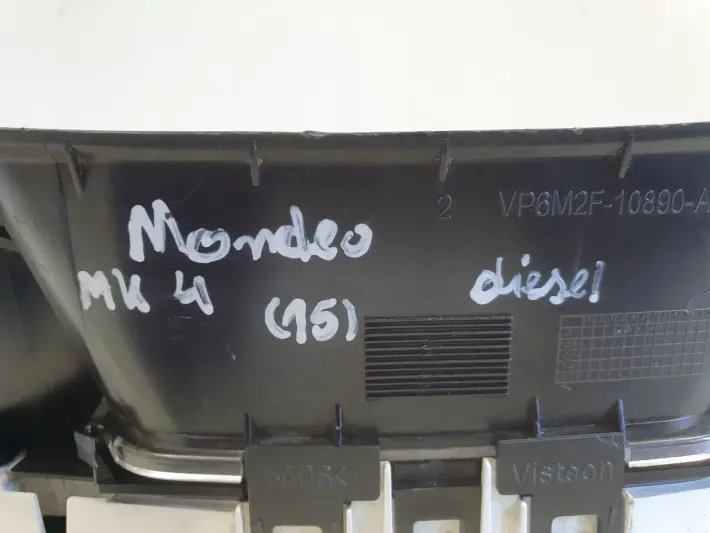 2 VP6M2F-10890-A
Mondeo
MK 4 (15) diesel
Visteon